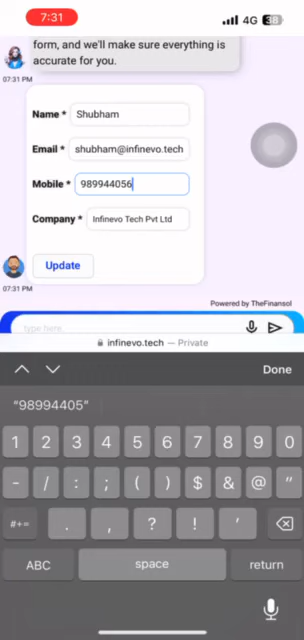 7:31
4G 38
form, and we'll make sure everything is
accurate for you.
07:31 PM
Name * Shubham
Email * shubham@infinevo.tech
Mobile * 989944056
Company * Infinevo Tech Pvt Ltd
Update
07:31 PM
Powered by TheFinansol
type here
infinevo.tech — Private
Done
“98994405”
1 2 3 4 5 6 7 8 9 0
- / : ; ( ) $ & @ "
#+= . , ? ! '
ABC space return